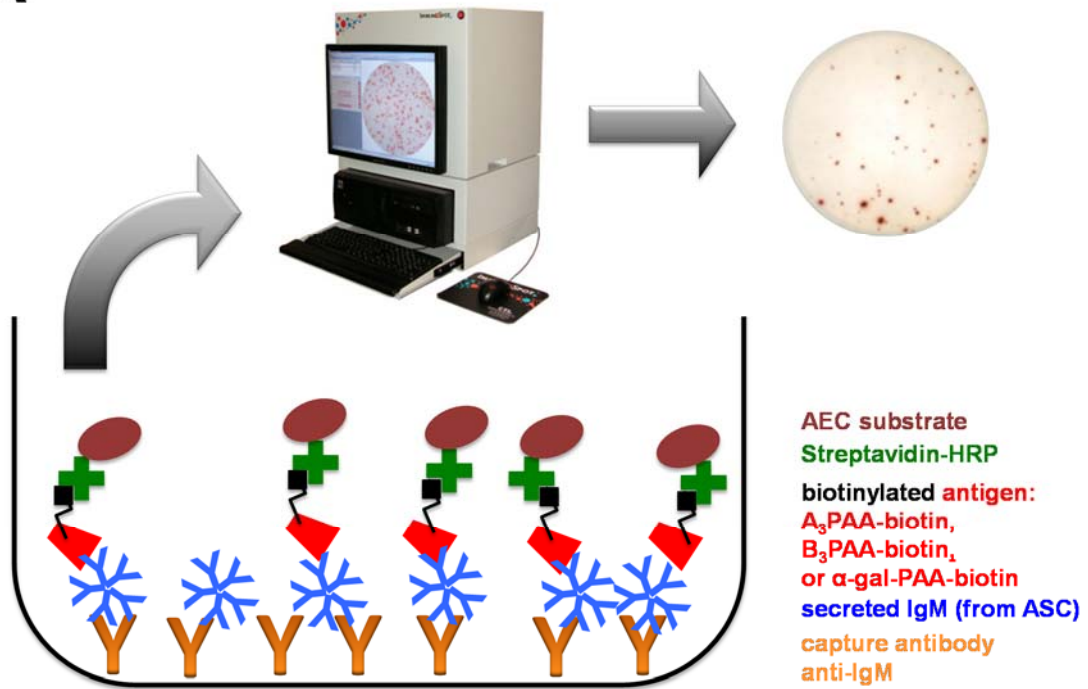 IMMUNOSPOT
AEC substrate
Streptavidin-HRP
biotinylated antigen:
A₃PAA-biotin,
B₃PAA-biotin,
or α-gal-PAA-biotin
secreted IgM (from ASC)
capture antibody
anti-IgM